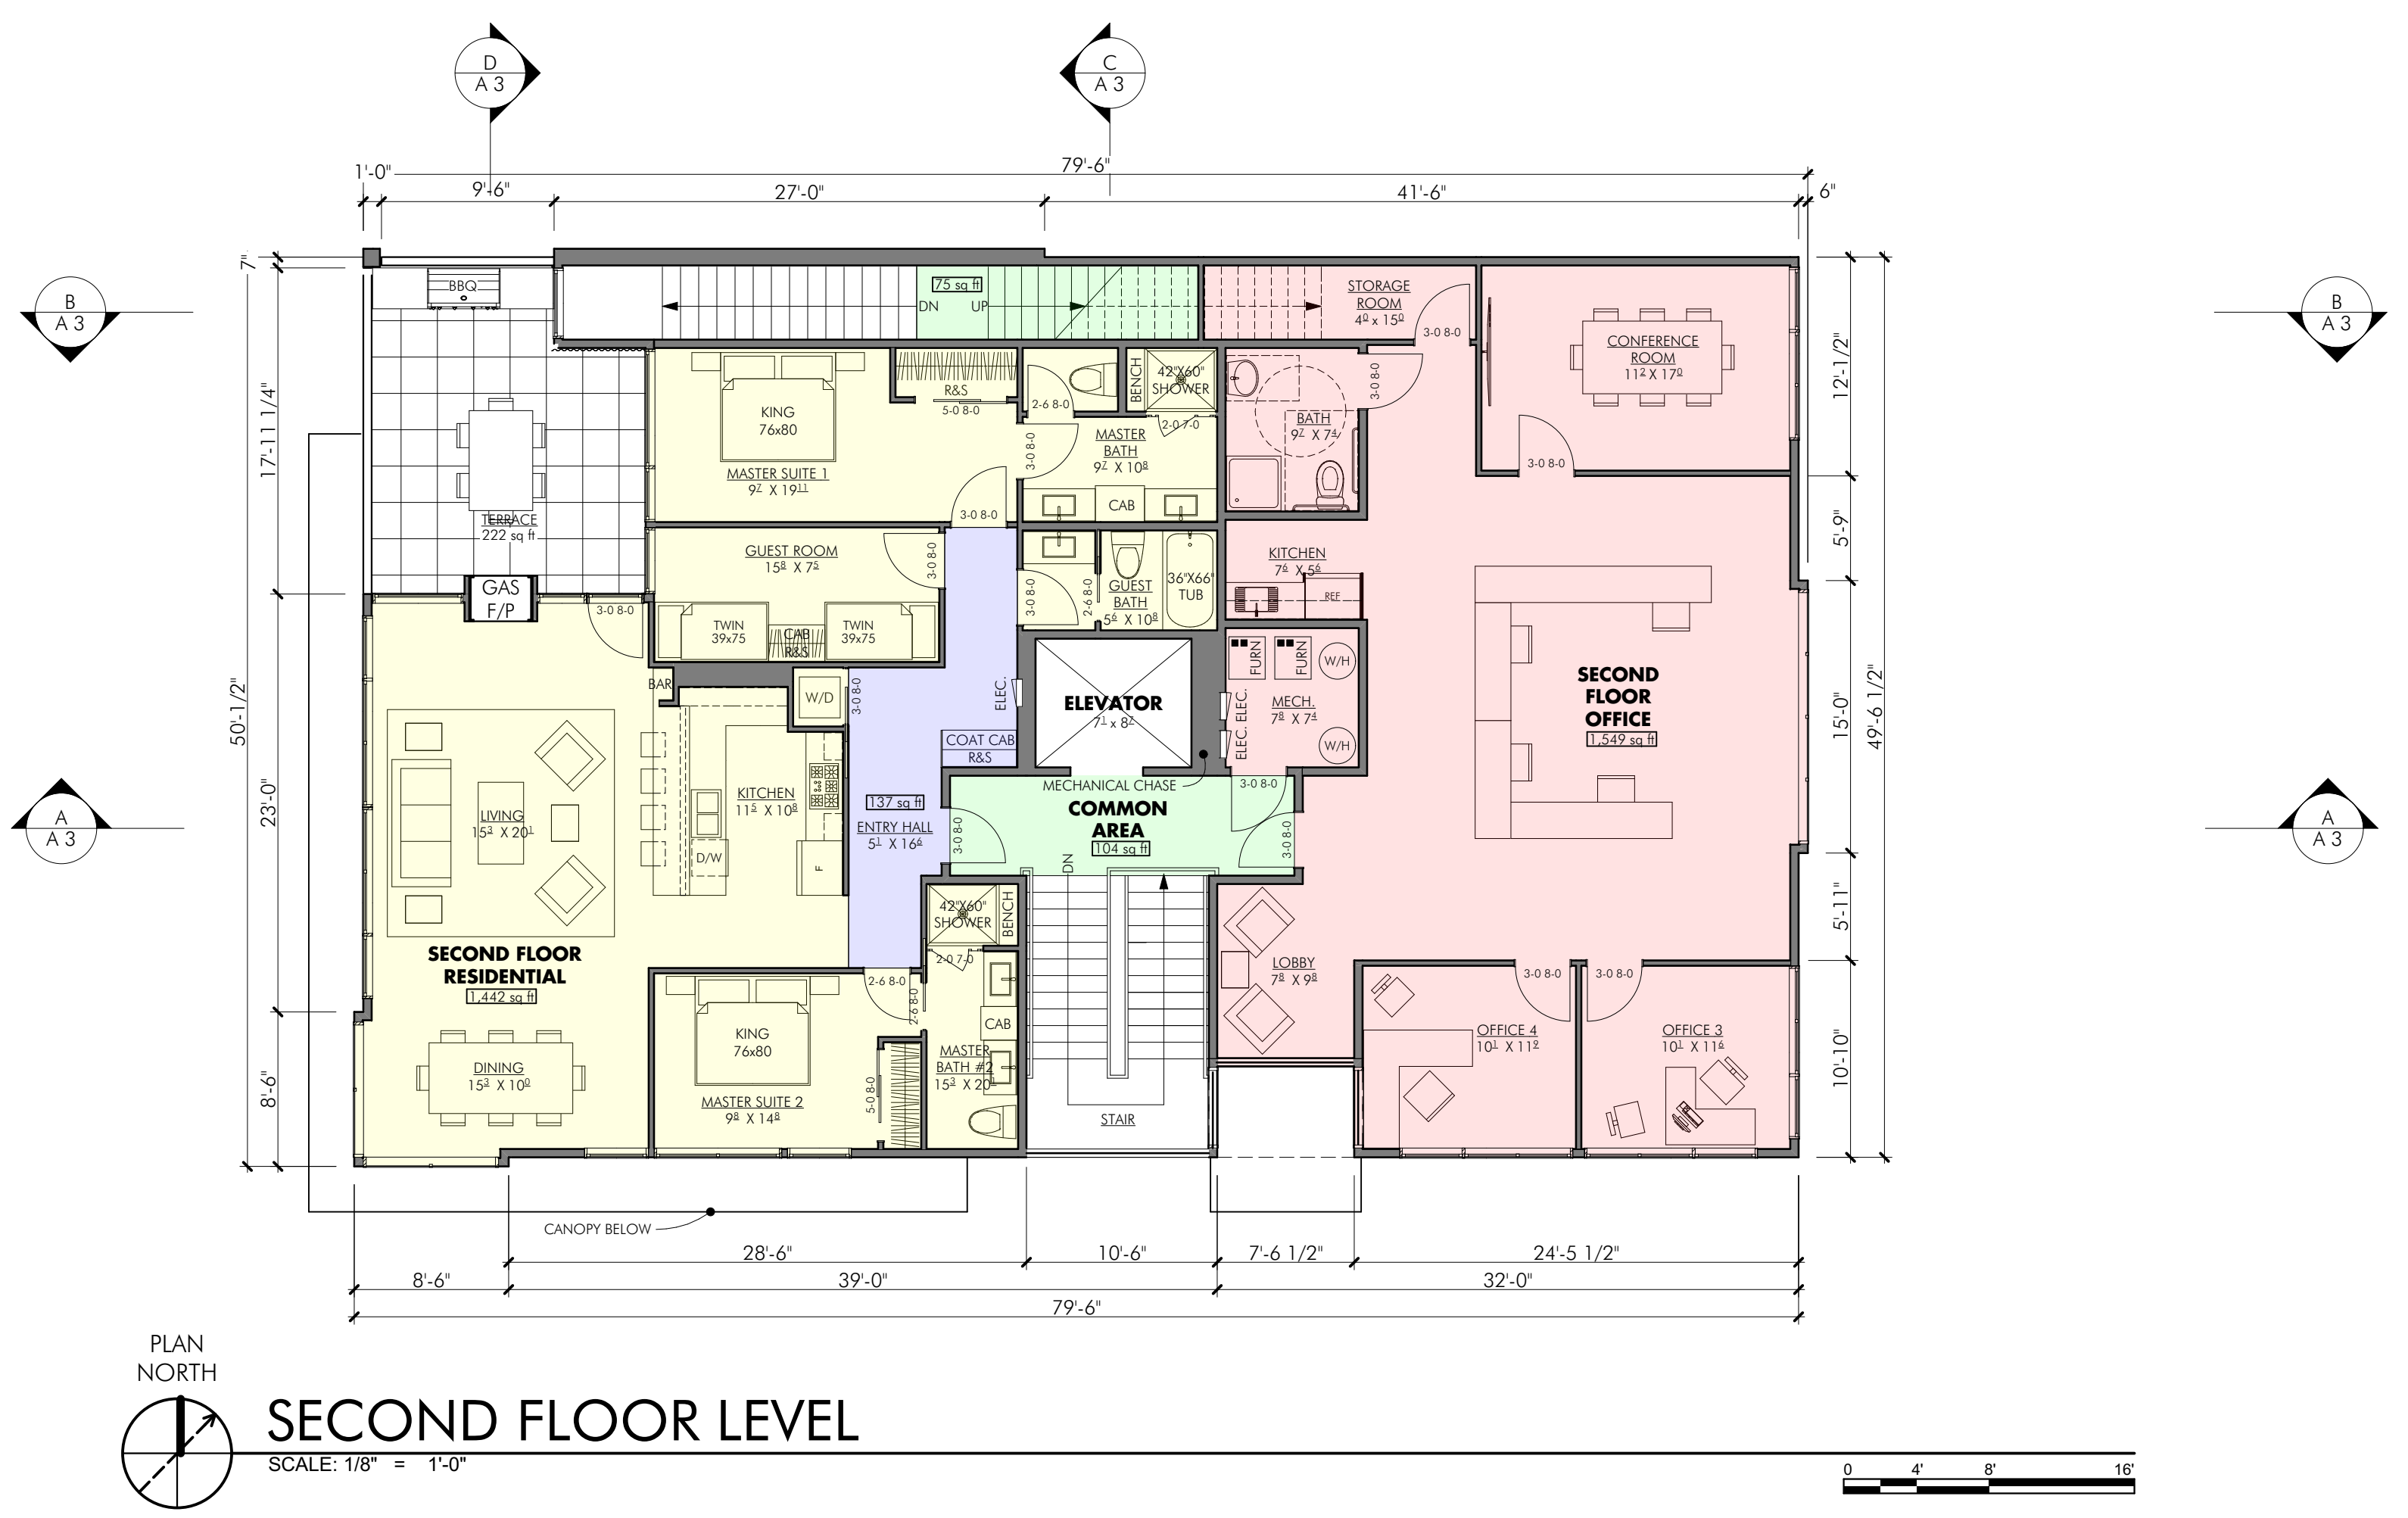 D
A 3
C
A 3
1'-0"
79'-6"
9'-6"
27'-0"
41'-6"
6"
7"
17'-11 1/4"
50'-1/2"
23'-0"
8'-6"
B
A 3
A
A 3
B
A 3
A
A 3
12'-1/2"
5'-9"
15'-0"
49'-6 1/2"
5'-11"
10'-10"
BBQ
75 sq ft
DN
UP
STORAGE
ROOM
4⁰ x 15⁰
3-0 8-0
CONFERENCE
ROOM
11² X 17⁰
3-0 8-0
KING
76x80
MASTER SUITE 1
9⁷ X 19¹¹
R&S
5-0 8-0
3-0 8-0
2-6 8-0
BENCH
42"X60"
SHOWER
2-0 7-0
3-0 8-0
MASTER
BATH
9⁷ X 10⁸
CAB
BATH
9⁷ X 7⁴
3-0 8-0
TERRACE
222 sq ft
GAS
F/P
3-0 8-0
GUEST ROOM
15⁸ X 7⁵
3-0 8-0
TWIN
39x75
CAB
R&S
TWIN
39x75
3-0 8-0
2-6 8-0
GUEST
BATH
5⁶ X 10⁸
36"X66"
TUB
KITCHEN
7⁶ X 5⁶
REF
BAR
W/D
3-0 8-0
ELEC.
ELEVATOR
7¹ x 8⁷
FURN
FURN
W/H
ELEC. ELEC.
MECH.
7⁸ X 7⁴
W/H
SECOND
FLOOR
OFFICE
1,549 sq ft
COAT CAB
R&S
MECHANICAL CHASE
3-0 8-0
LIVING
15³ X 20¹
KITCHEN
11⁵ X 10⁸
D/W
F
137 sq ft
ENTRY HALL
5¹ X 16⁶
3-0 8-0
COMMON
AREA
104 sq ft
3-0 8-0
DN
SECOND FLOOR
RESIDENTIAL
1,442 sq ft
42"X60"
SHOWER
BENCH
2-0 7-0
2-6 8-0
2-6 8-0
LOBBY
7⁸ X 9⁸
3-0 8-0
3-0 8-0
KING
76x80
MASTER SUITE 2
9⁸ X 14⁸
5-0 8-0
CAB
MASTER
BATH #2
15³ X 20¹
DINING
15³ X 10⁰
STAIR
OFFICE 4
10¹ X 11⁹
OFFICE 3
10¹ X 11⁶
CANOPY BELOW
28'-6"
10'-6"
7'-6 1/2"
24'-5 1/2"
8'-6"
39'-0"
32'-0"
79'-6"
PLAN
NORTH
SECOND FLOOR LEVEL
SCALE: 1/8" = 1'-0"
0 4' 8' 16'